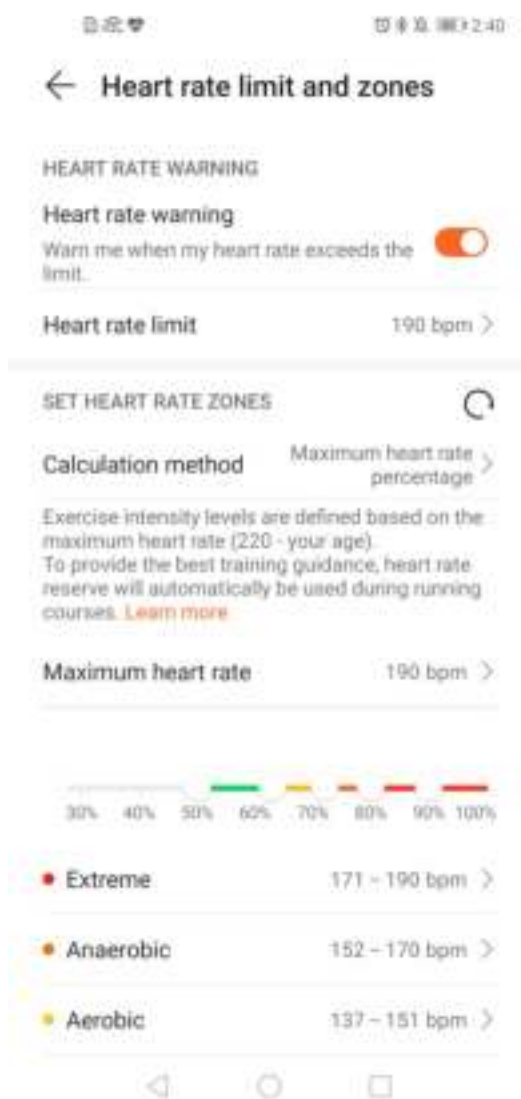 2:40
Heart rate limit and zones
HEART RATE WARNING
Heart rate warning
Warn me when my heart rate exceeds the
limit.
Heart rate limit 190 bpm
SET HEART RATE ZONES
Calculation method Maximum heart rate
percentage
Exercise intensity levels are defined based on the
maximum heart rate (220 - your age).
To provide the best training guidance, heart rate
reserve will automatically be used during running
courses. Learn more
Maximum heart rate 190 bpm
30% 40% 50% 60% 70% 80% 90% 100%
Extreme 171 – 190 bpm
Anaerobic 152 – 170 bpm
Aerobic 137 – 151 bpm